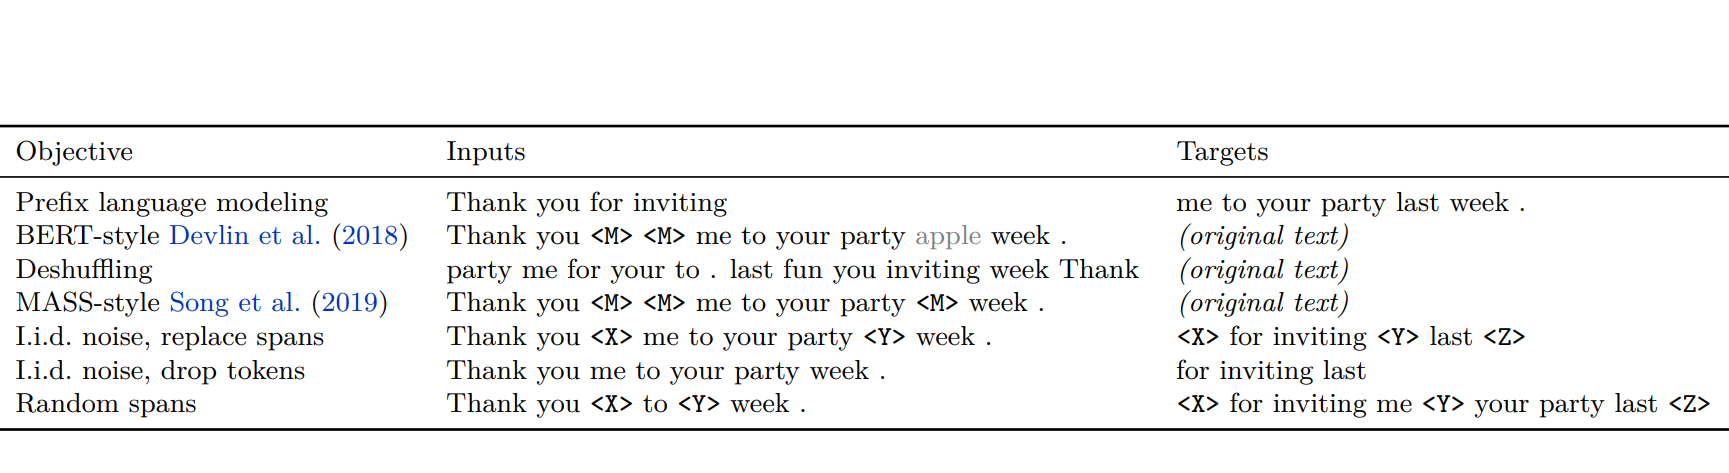 Objective Inputs Targets
Prefix language modeling Thank you for inviting me to your party last week .
BERT-style Devlin et al. (2018) Thank you <M> <M> me to your party apple week . (original text)
Deshuffling party me for your to . last fun you inviting week Thank (original text)
MASS-style Song et al. (2019) Thank you <M> <M> me to your party <M> week . (original text)
I.i.d. noise, replace spans Thank you <X> me to your party <Y> week . <X> for inviting <Y> last <Z>
I.i.d. noise, drop tokens Thank you me to your party week . for inviting last
Random spans Thank you <X> to <Y> week . <X> for inviting me <Y> your party last <Z>